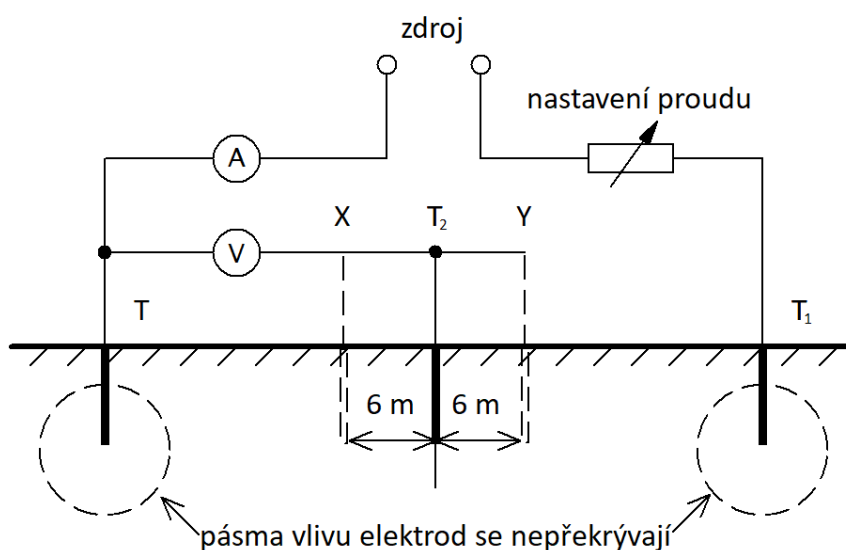 zdroj
nastavení proudu
A
X
T₂
Y
V
T
T₁
6 m
6 m
pásma vlivu elektrod se nepřekrývají